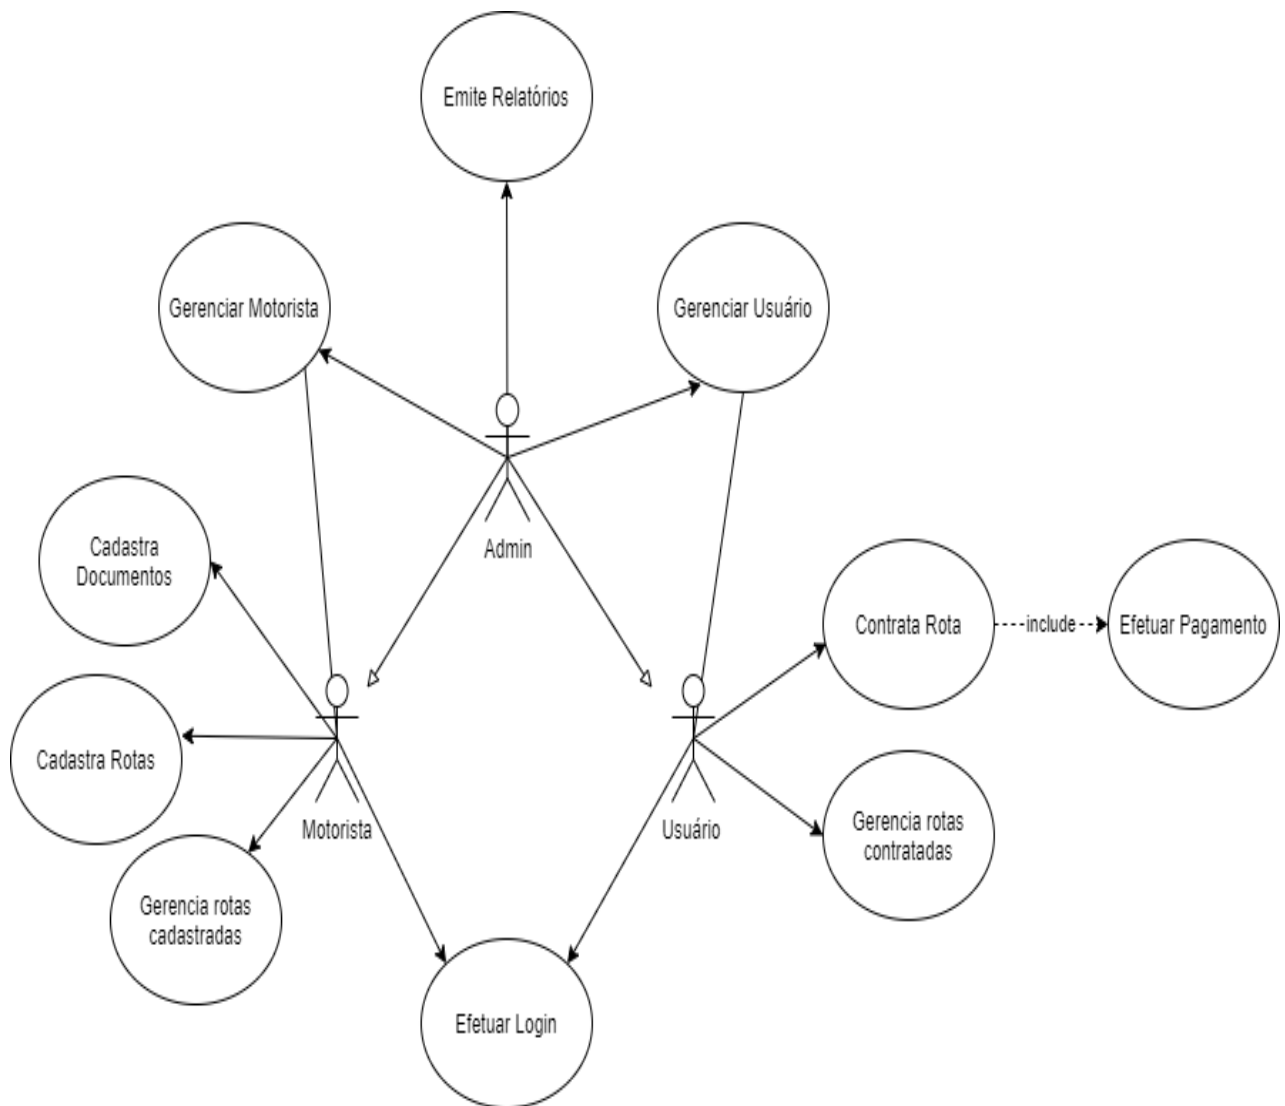 Emite Relatórios
Gerenciar Motorista
Gerenciar Usuário
Admin
Cadastra
Documentos
Contrata Rota
include
Efetuar Pagamento
Cadastra Rotas
Motorista
Usuário
Gerencia rotas
contratadas
Gerencia rotas
cadastradas
Efetuar Login